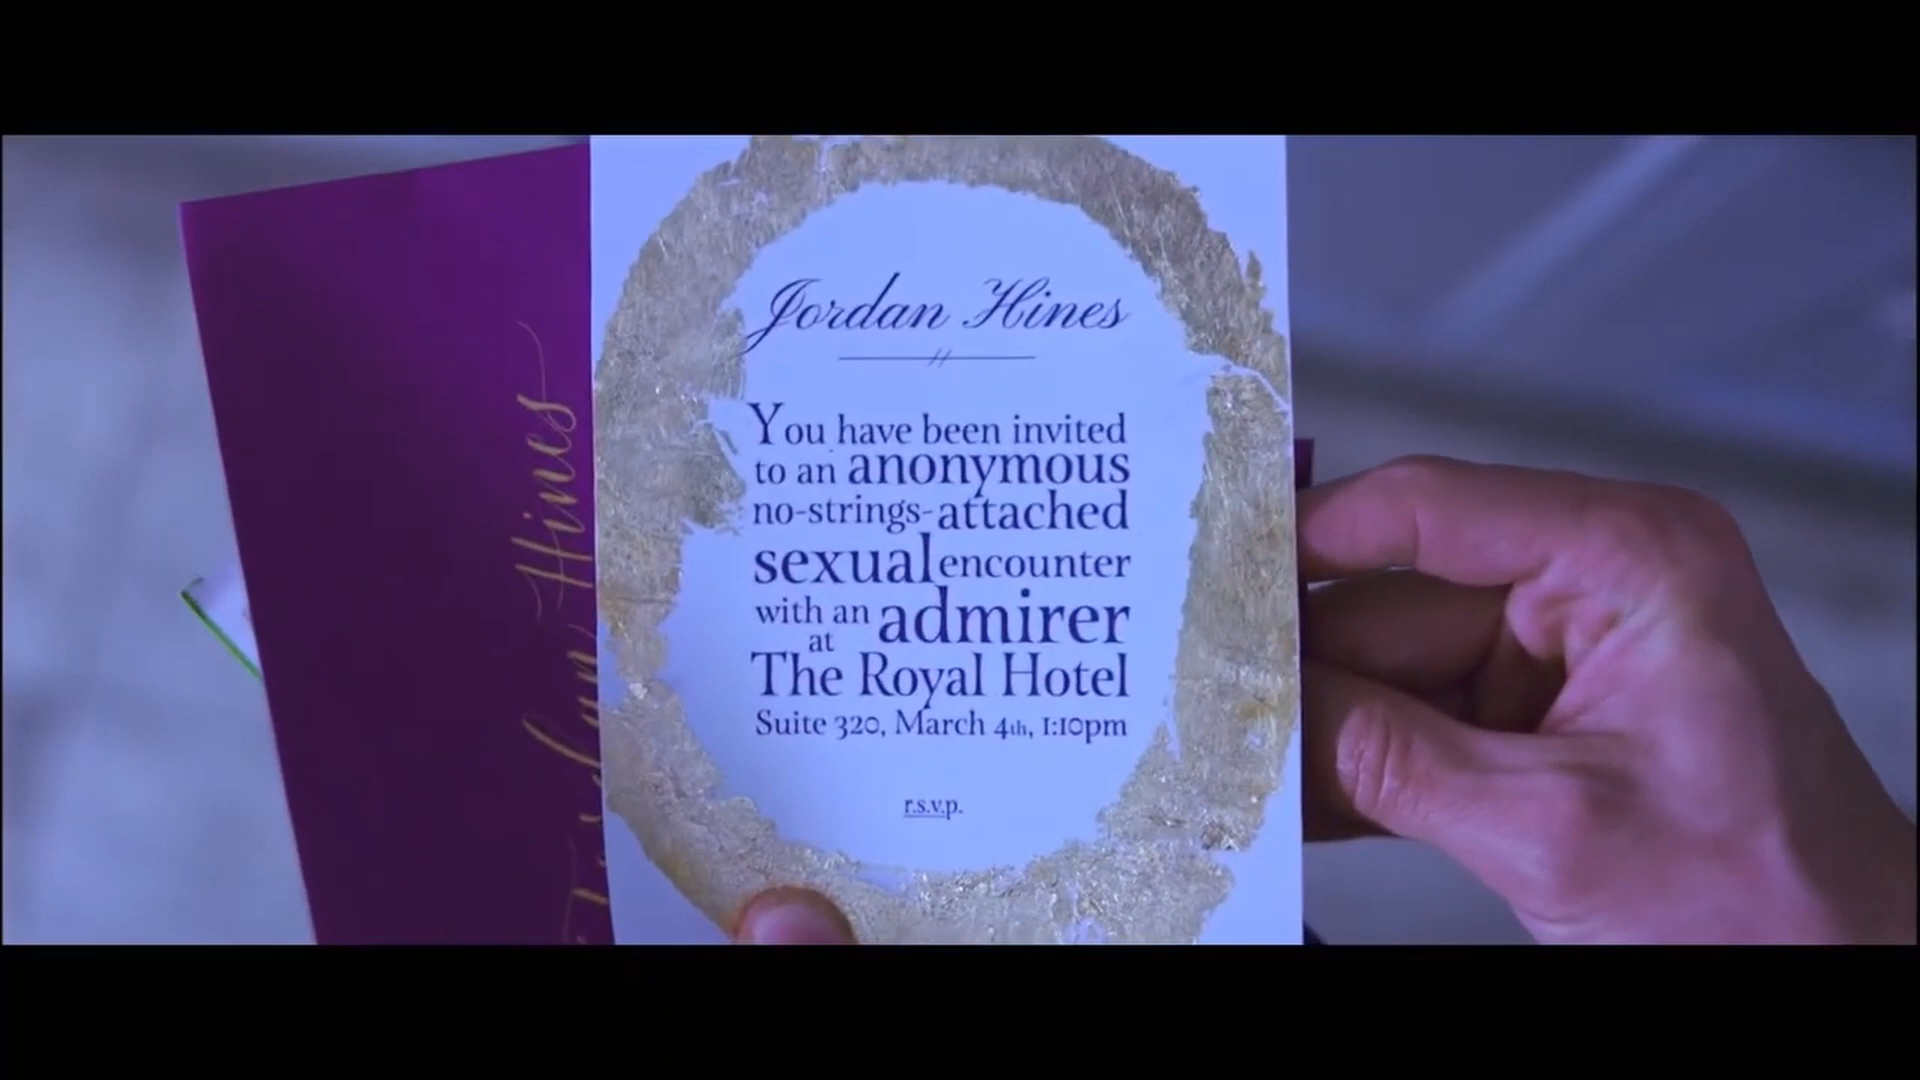 Jordan Hines
You have been invited
to an anonymous
no-strings-attached
sexual encounter
with an admirer
at
The Royal Hotel
Suite 320, March 4th, 1:10pm
r.s.v.p.
Jordan Hines